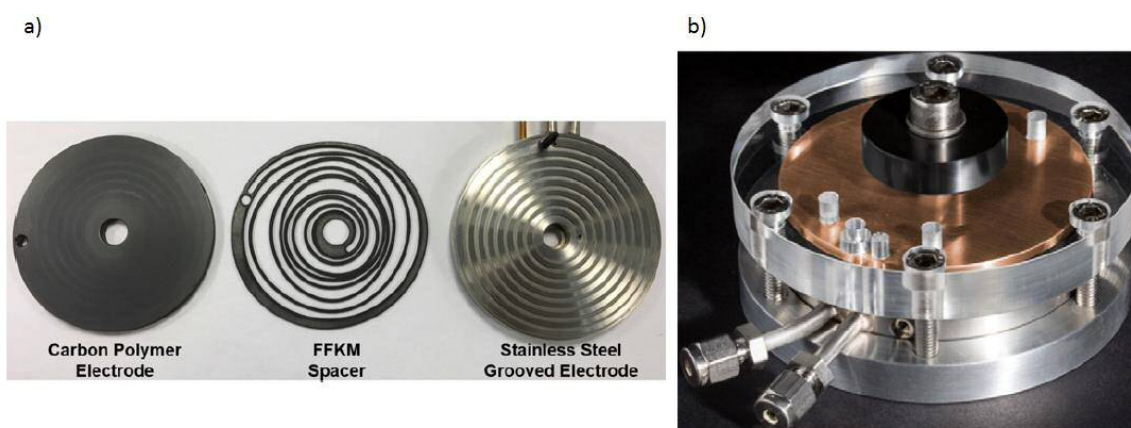 a)
b)
Carbon Polymer
Electrode
FFKM
Spacer
Stainless Steel
Grooved Electrode